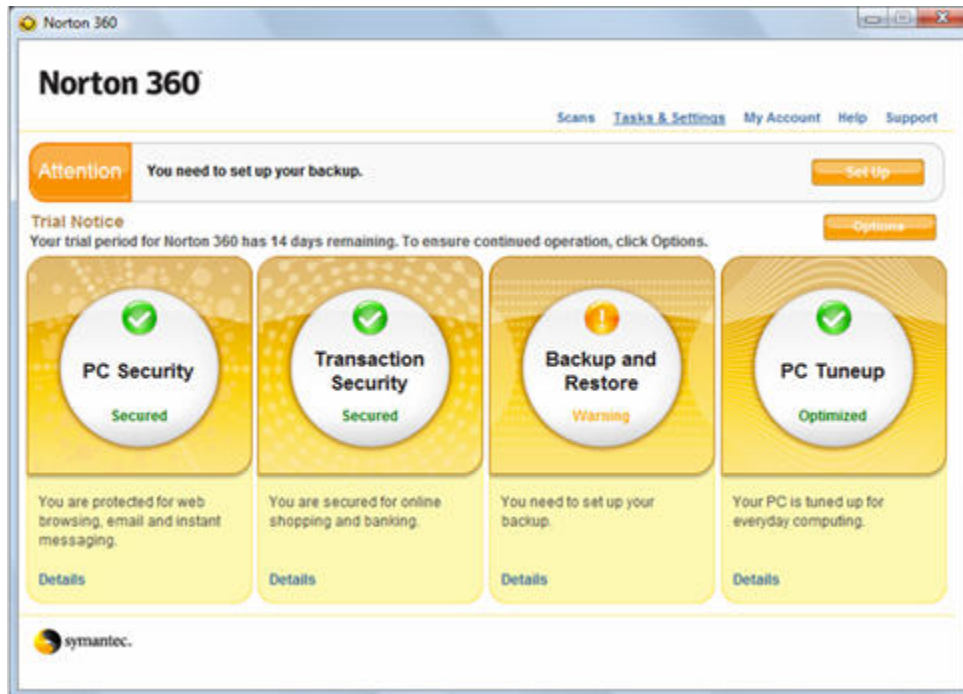 Norton 360
Norton 360
Scans Tasks & Settings My Account Help Support
Attention You need to set up your backup. Set Up
Trial Notice
Your trial period for Norton 360 has 14 days remaining. To ensure continued operation, click Options. Options
PC Security
Secured
Transaction
Security
Secured
Backup and
Restore
Warning
PC Tuneup
Optimized
You are protected for web
browsing, email and instant
messaging.
Details
You are secured for online
shopping and banking.
Details
You need to set up your
backup.
Details
Your PC is tuned up for
everyday computing.
Details
symantec.